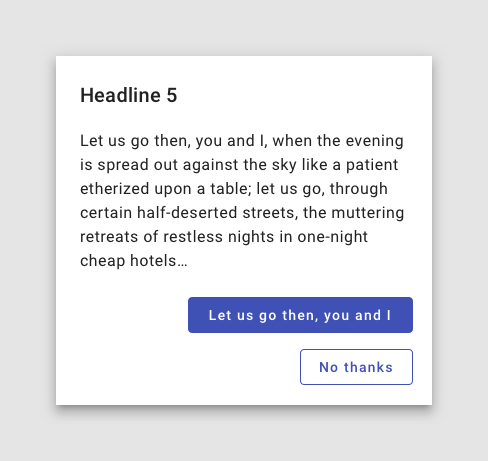 Headline 5
Let us go then, you and I, when the evening
is spread out against the sky like a patient
etherized upon a table; let us go, through
certain half-deserted streets, the muttering
retreats of restless nights in one-night
cheap hotels…
Let us go then, you and I
No thanks